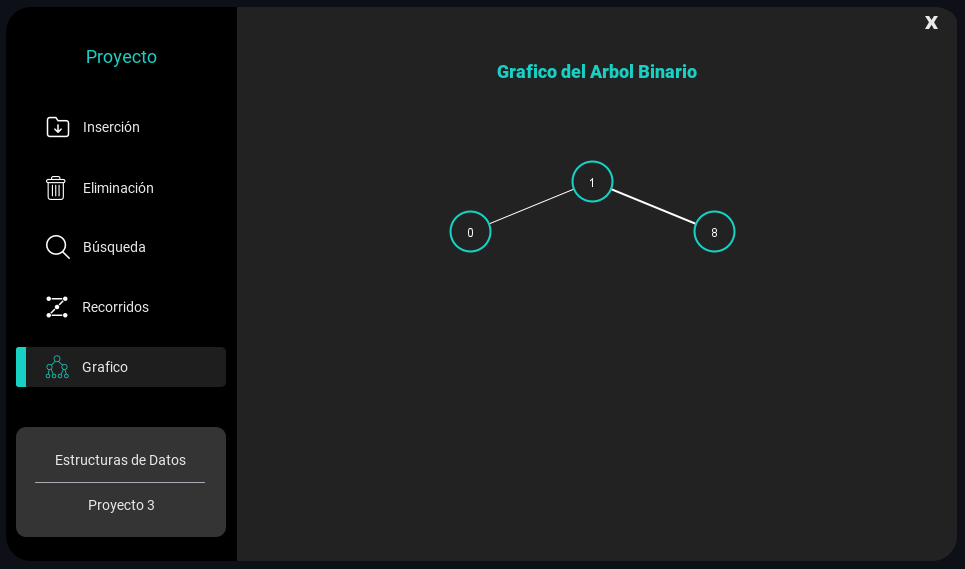 Proyecto
Inserción
Eliminación
Búsqueda
Recorridos
Grafico
Estructuras de Datos
Proyecto 3
X
Grafico del Arbol Binario
1
0
8